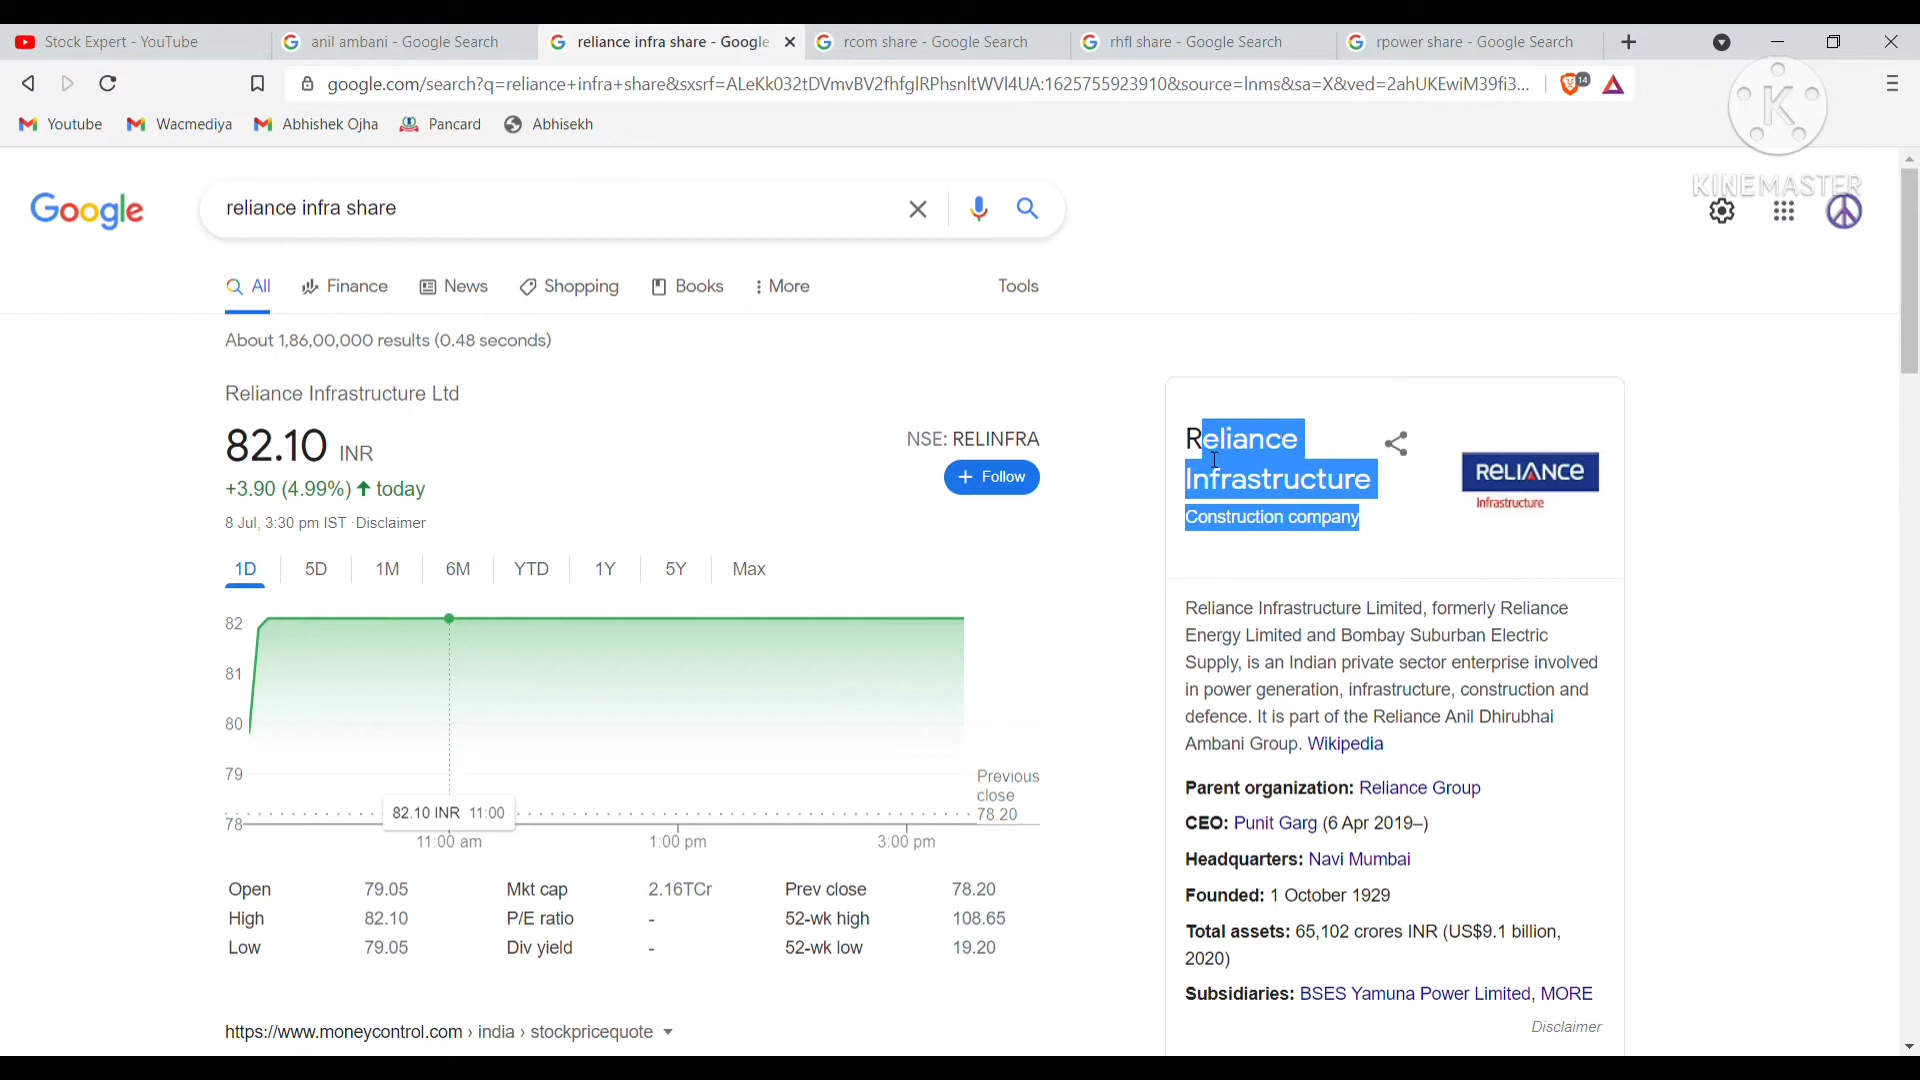 Stock Expert - YouTube
anil ambani - Google Search
reliance infra share - Google
rcom share - Google Search
rhfl share - Google Search
rpower share - Google Search
google.com/search?q=reliance+infra+share&sxsrf=ALeKk032tDVmvBV2fhfglRPhsnltWVl4UA:1625755923910&source=lnms&sa=X&ved=2ahUKEwiM39fi3...
14
Youtube
Wacmediya
Abhishek Ojha
Pancard
Abhisekh
K
KINEMASTER
Google
reliance infra share
All
Finance
News
Shopping
Books
More
Tools
About 1,86,00,000 results (0.48 seconds)
Reliance Infrastructure Ltd
82.10 INR
NSE: RELINFRA
+ Follow
+3.90 (4.99%) ↑ today
8 Jul, 3:30 pm IST · Disclaimer
1D
5D
1M
6M
YTD
1Y
5Y
Max
82
81
80
79
78
Previous
close
78.20
82.10 INR 11:00
11:00 am
1:00 pm
3:00 pm
Open 79.05 Mkt cap 2.16TCr Prev close 78.20
High 82.10 P/E ratio - 52-wk high 108.65
Low 79.05 Div yield - 52-wk low 19.20
https://www.moneycontrol.com › india › stockpricequote
Reliance
Infrastructure
Construction company
RELIANCE
Infrastructure
Reliance Infrastructure Limited, formerly Reliance
Energy Limited and Bombay Suburban Electric
Supply, is an Indian private sector enterprise involved
in power generation, infrastructure, construction and
defence. It is part of the Reliance Anil Dhirubhai
Ambani Group. Wikipedia
Parent organization: Reliance Group
CEO: Punit Garg (6 Apr 2019–)
Headquarters: Navi Mumbai
Founded: 1 October 1929
Total assets: 65,102 crores INR (US$9.1 billion,
2020)
Subsidiaries: BSES Yamuna Power Limited, MORE
Disclaimer